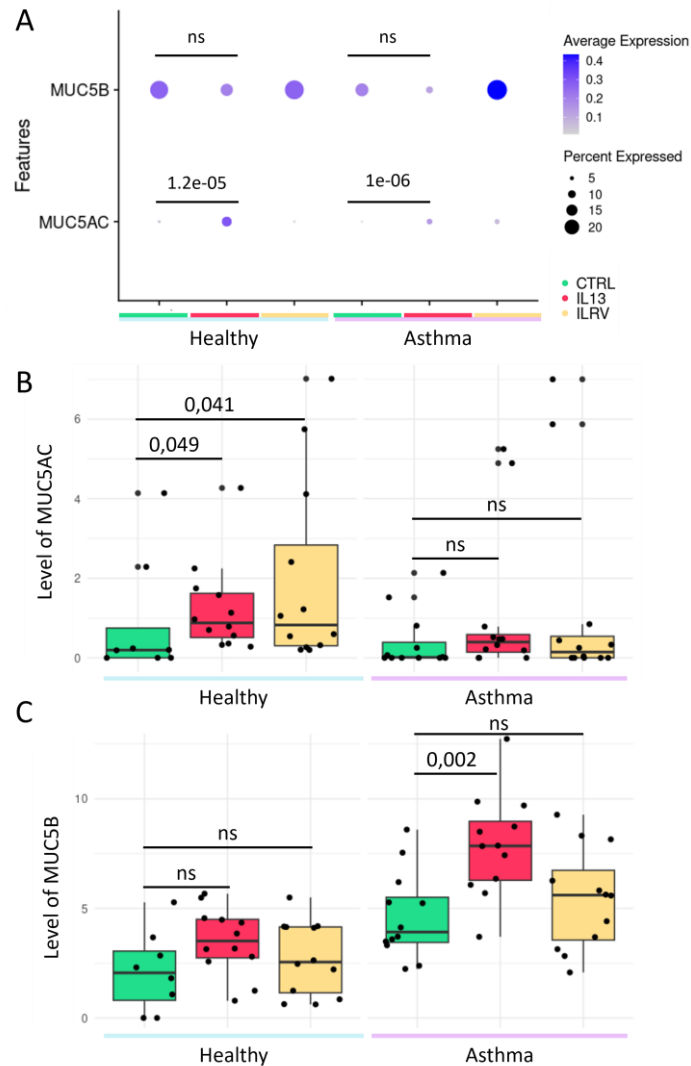 A
ns
ns
Average Expression
0.4
0.3
0.2
0.1
MUC5B
Features
Percent Expressed
5
10
15
20
1.2e-05
1e-06
MUC5AC
CTRL
IL13
ILRV
Healthy
Asthma
B
Level of MUC5AC
6
4
2
0
0,041
0,049
ns
ns
Healthy
Asthma
C
Level of MUC5B
10
5
0
ns
ns
ns
0,002
Healthy
Asthma